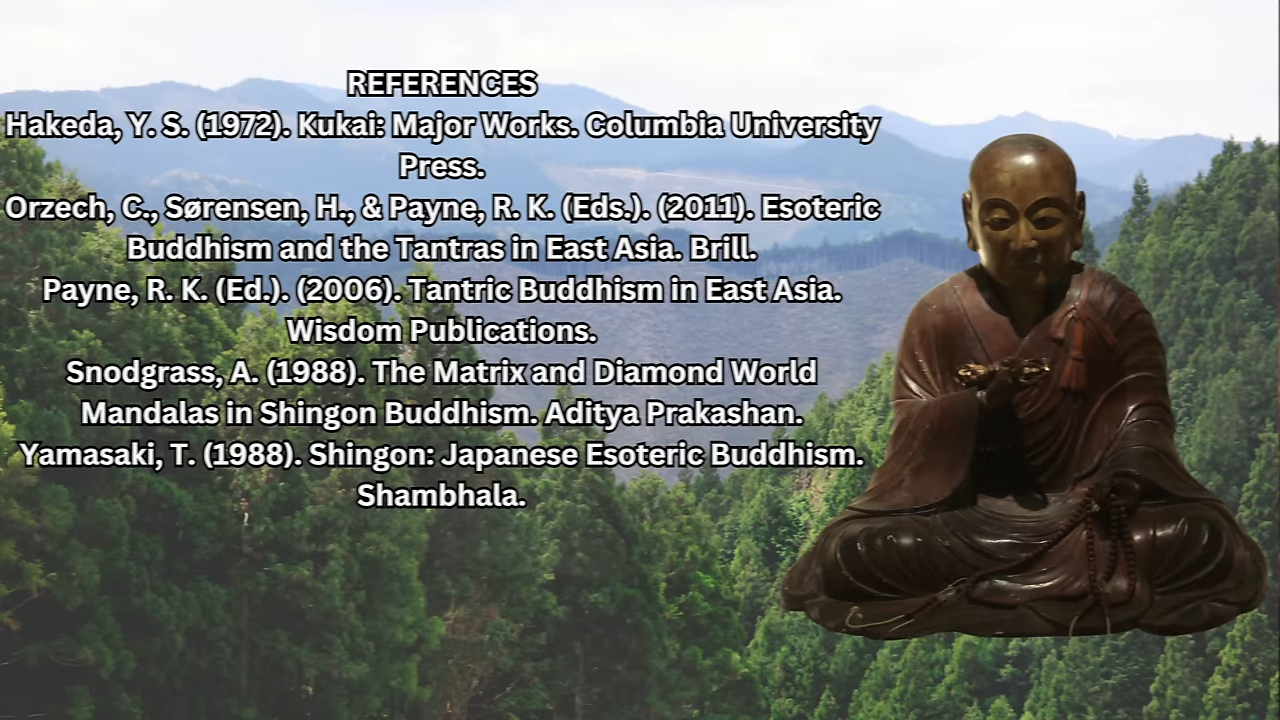 REFERENCES
Hakeda, Y. S. (1972). Kukai: Major Works. Columbia University
Press.
Orzech, C., Sørensen, H., & Payne, R. K. (Eds.). (2011). Esoteric
Buddhism and the Tantras in East Asia. Brill.
Payne, R. K. (Ed.). (2006). Tantric Buddhism in East Asia.
Wisdom Publications.
Snodgrass, A. (1988). The Matrix and Diamond World
Mandalas in Shingon Buddhism. Aditya Prakashan.
Yamasaki, T. (1988). Shingon: Japanese Esoteric Buddhism.
Shambhala.